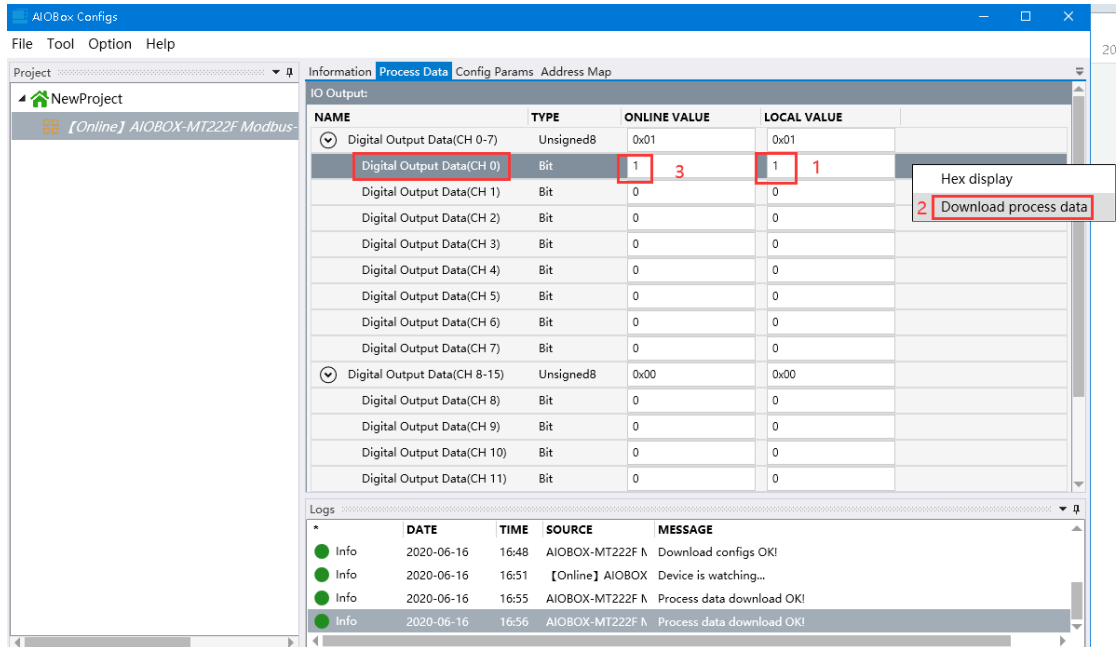 AIOBox Configs
File Tool Option Help
20
Project
Information Process Data Config Params Address Map
NewProject
【Online】 AIOBOX-MT222F Modbus-
IO Output:
NAME TYPE ONLINE VALUE LOCAL VALUE
Digital Output Data(CH 0-7) Unsigned8 0x01 0x01
Digital Output Data(CH 0) Bit 1 3 1 1
Hex display
2 Download process data
Digital Output Data(CH 1) Bit 0 0
Digital Output Data(CH 2) Bit 0 0
Digital Output Data(CH 3) Bit 0 0
Digital Output Data(CH 4) Bit 0 0
Digital Output Data(CH 5) Bit 0 0
Digital Output Data(CH 6) Bit 0 0
Digital Output Data(CH 7) Bit 0 0
Digital Output Data(CH 8-15) Unsigned8 0x00 0x00
Digital Output Data(CH 8) Bit 0 0
Digital Output Data(CH 9) Bit 0 0
Digital Output Data(CH 10) Bit 0 0
Digital Output Data(CH 11) Bit 0 0
Logs
* DATE TIME SOURCE MESSAGE
Info 2020-06-16 16:48 AIOBOX-MT222F Download configs OK!
Info 2020-06-16 16:51 【Online】 AIOBOX Device is watching...
Info 2020-06-16 16:55 AIOBOX-MT222F Process data download OK!
Info 2020-06-16 16:56 AIOBOX-MT222F Process data download OK!